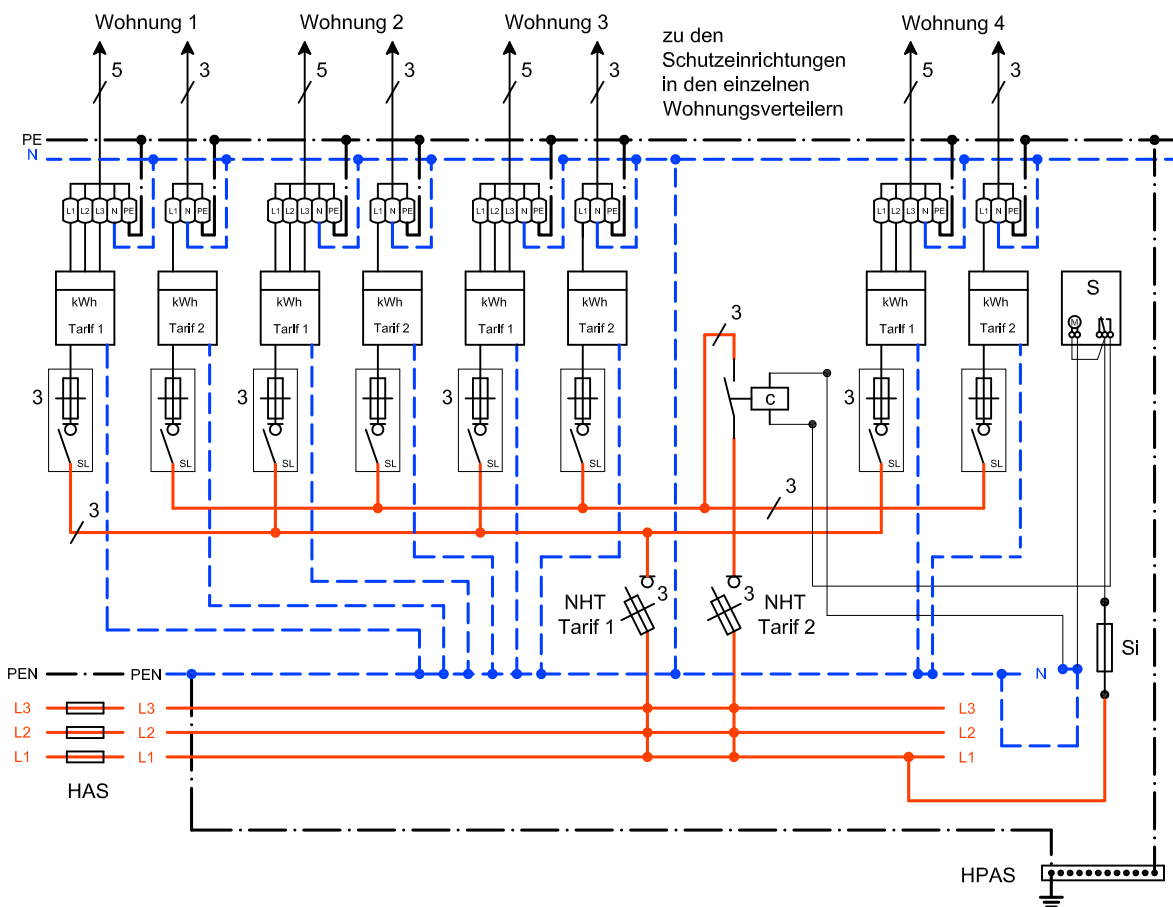 Wohnung 1 Wohnung 2 Wohnung 3 Wohnung 4
zu den
Schutzeinrichtungen
in den einzelnen
Wohnungsverteilern
5 3 5 3 5 3 5 3
PE
N
L1 L2 L3 N PE L1 N PE L1 L2 L3 N PE L1 N PE L1 L2 L3 N PE L1 N PE L1 L2 L3 N PE L1 N PE
kWh kWh kWh kWh kWh kWh kWh kWh S
Tarif 1 Tarif 2 Tarif 1 Tarif 2 Tarif 1 Tarif 2 Tarif 1 Tarif 2 M
3
3 3 3 C 3
SL SL SL SL SL SL SL SL
3 3
NHT 3 3 NHT
Tarif 1 Tarif 2
Si
PEN PEN N
L3 L3 L3
L2 L2 L2
L1 L1 L1
HAS
HPAS